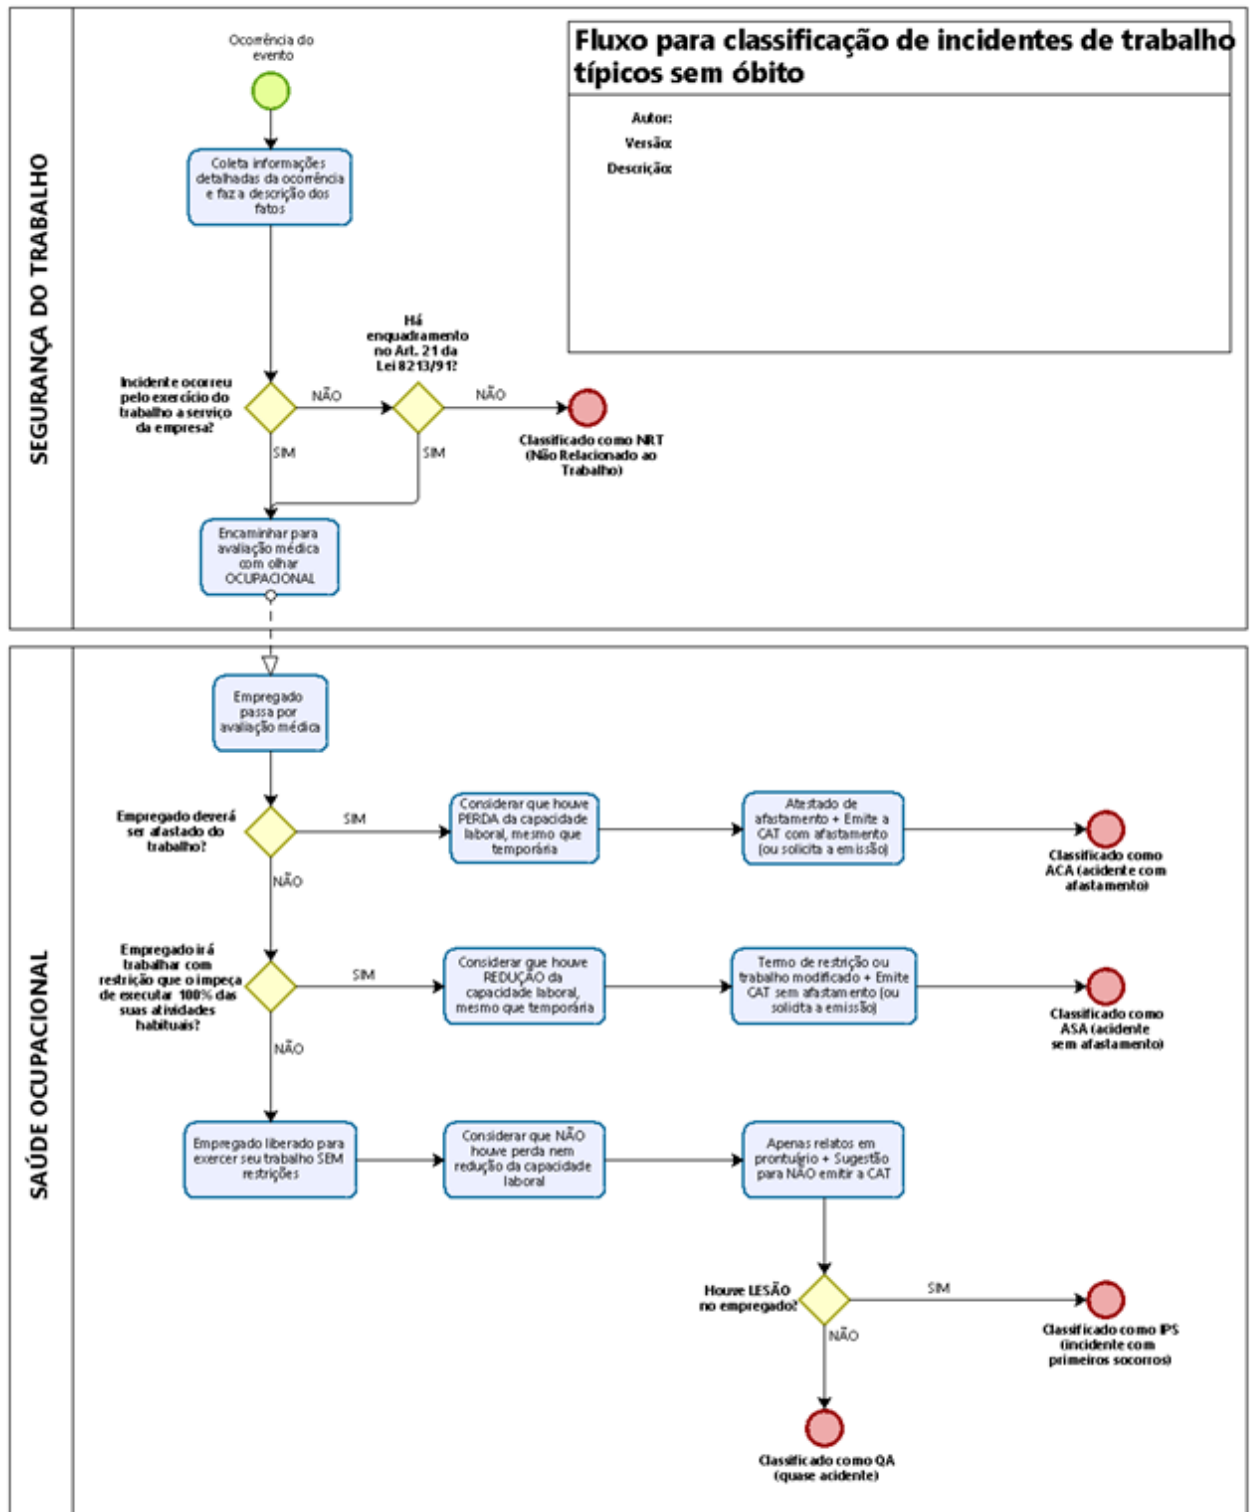 Fluxo para classificação de incidentes de trabalho
típicos sem óbito
Autor:
Versão:
Descrição:
SEGURANÇA DO TRABALHO
Ocorrência do
evento
Coleta informações
detalhadas da ocorrência
e faz a descrição dos
fatos
Incidente ocorreu
pelo exercício do
trabalho a serviço
da empresa?
NÃO
SIM
Há
enquadramento
no Art. 21 da
Lei 8213/91?
NÃO
SIM
Classificado como NRT
(Não Relacionado ao
Trabalho)
Encaminhar para
avaliação médica
com olhar
OCUPACIONAL
SAÚDE OCUPACIONAL
Empregado
passa por
avaliação médica
Empregado deverá
ser afastado do
trabalho?
SIM
NÃO
Considerar que houve
PERDA da capacidade
laboral, mesmo que
temporária
Atestado de
afastamento + Emite a
CAT com afastamento
(ou solicita a emissão)
Classificado como
ACA (acidente com
afastamento)
Empregado irá
trabalhar com
restrição que o impeça
de executar 100% das
suas atividades
habituais?
SIM
NÃO
Considerar que houve
REDUÇÃO da
capacidade laboral,
mesmo que temporária
Termo de restrição ou
trabalho modificado + Emite
CAT sem afastamento (ou
solicita a emissão)
Classificado como
ASA (acidente
sem afastamento)
Empregado liberado para
exercer seu trabalho SEM
restrições
Considerar que NÃO
houve perda nem
redução da capacidade
laboral
Apenas relatos em
prontuário + Sugestão
para NÃO emitir a CAT
Houve LESÃO
no empregado?
SIM
NÃO
Classificado como IPS
(incidente com
primeiros socorros)
Classificado como QA
(quase acidente)